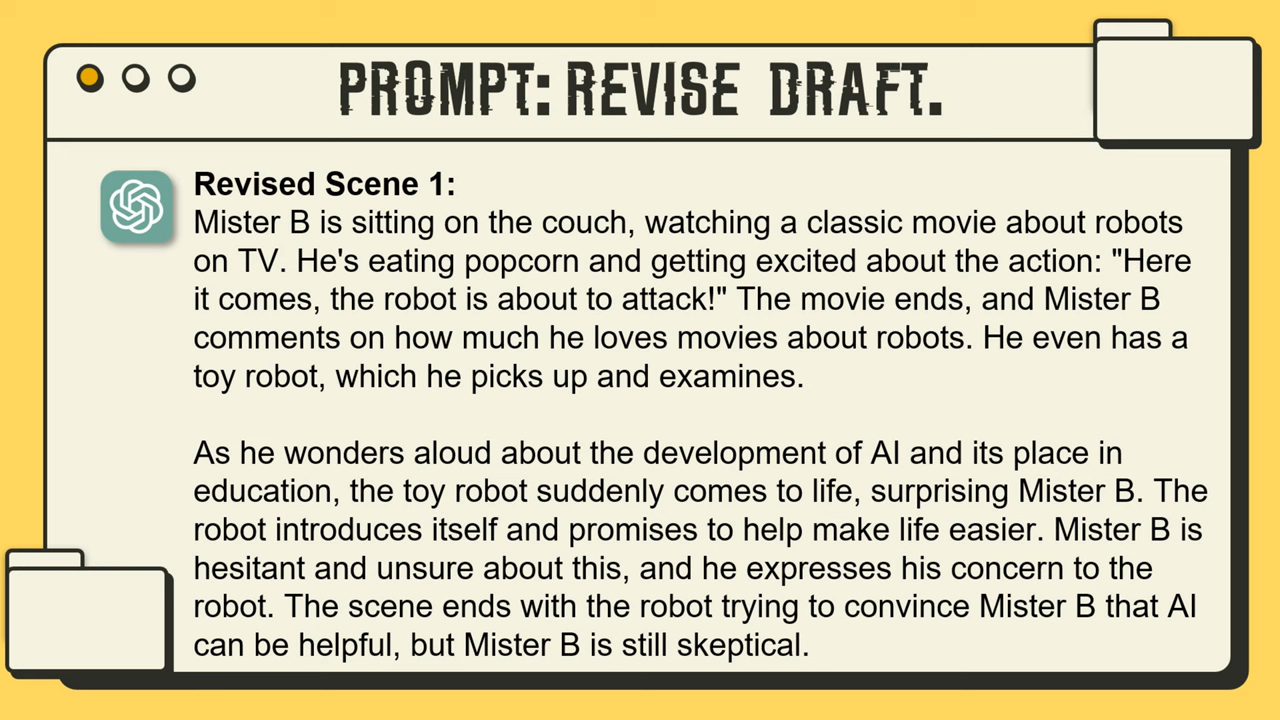 PROMPT: REVISE DRAFT.
Revised Scene 1:
Mister B is sitting on the couch, watching a classic movie about robots
on TV. He's eating popcorn and getting excited about the action: "Here
it comes, the robot is about to attack!" The movie ends, and Mister B
comments on how much he loves movies about robots. He even has a
toy robot, which he picks up and examines.
As he wonders aloud about the development of AI and its place in
education, the toy robot suddenly comes to life, surprising Mister B. The
robot introduces itself and promises to help make life easier. Mister B is
hesitant and unsure about this, and he expresses his concern to the
robot. The scene ends with the robot trying to convince Mister B that AI
can be helpful, but Mister B is still skeptical.